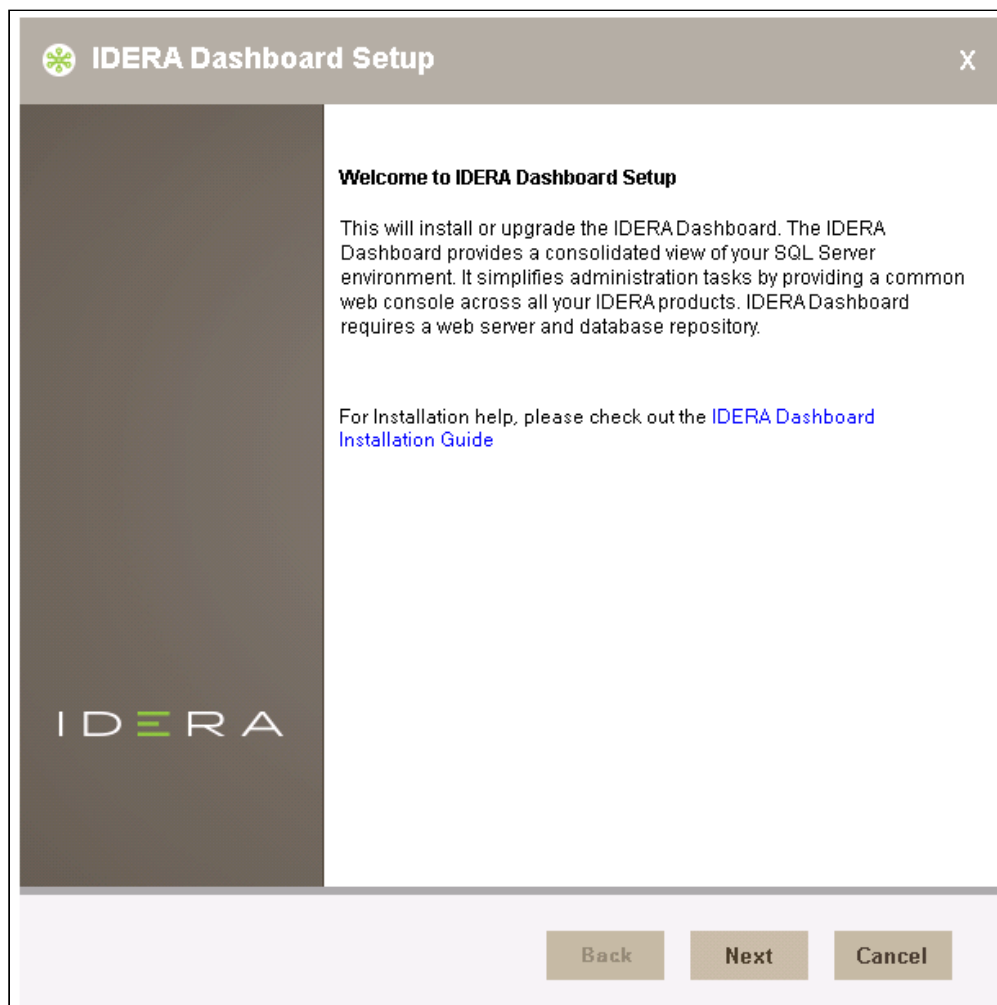 IDERA Dashboard Setup
X
Welcome to IDERA Dashboard Setup
This will install or upgrade the IDERA Dashboard. The IDERA
Dashboard provides a consolidated view of your SQL Server
environment. It simplifies administration tasks by providing a common
web console across all your IDERA products. IDERA Dashboard
requires a web server and database repository.
For Installation help, please check out the IDERA Dashboard
Installation Guide
IDERA
Back
Next
Cancel